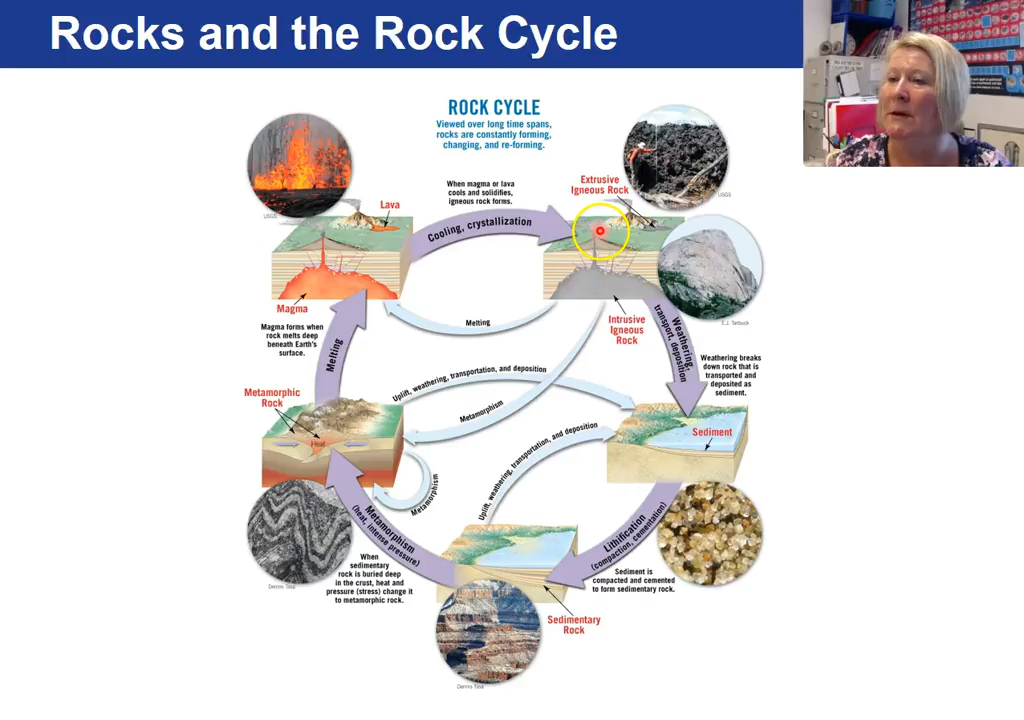 Rocks and the Rock Cycle
ROCK CYCLE
Viewed over long time spans,
rocks are constantly forming,
changing, and re-forming.
USGS
Lava
When magma or lava
cools and solidifies,
igneous rock forms.
Cooling, crystallization
Extrusive
Igneous Rock
USGS
Magma
Magma forms when
rock melts deep
beneath Earth's
surface.
Melting
Melting
Intrusive
Igneous
Rock
E.J. Tarbuck
Weathering,
transport, deposition
Weathering breaks
down rock that is
transported and
deposited as
sediment.
Uplift, weathering, transportation, and deposition
Metamorphism
Metamorphic
Rock
Heat
Sediment
Uplift, weathering, transportation, and deposition
Metamorphism
Metamorphism
(heat, intense pressure)
Lithification
(compaction, cementation)
When
sedimentary
rock is buried deep
in the crust, heat and
pressure (stress) change it
to metamorphic rock.
Dennis Tasa
Sediment is
compacted and cemented
to form sedimentary rock.
Sedimentary
Rock
Dennis Tasa